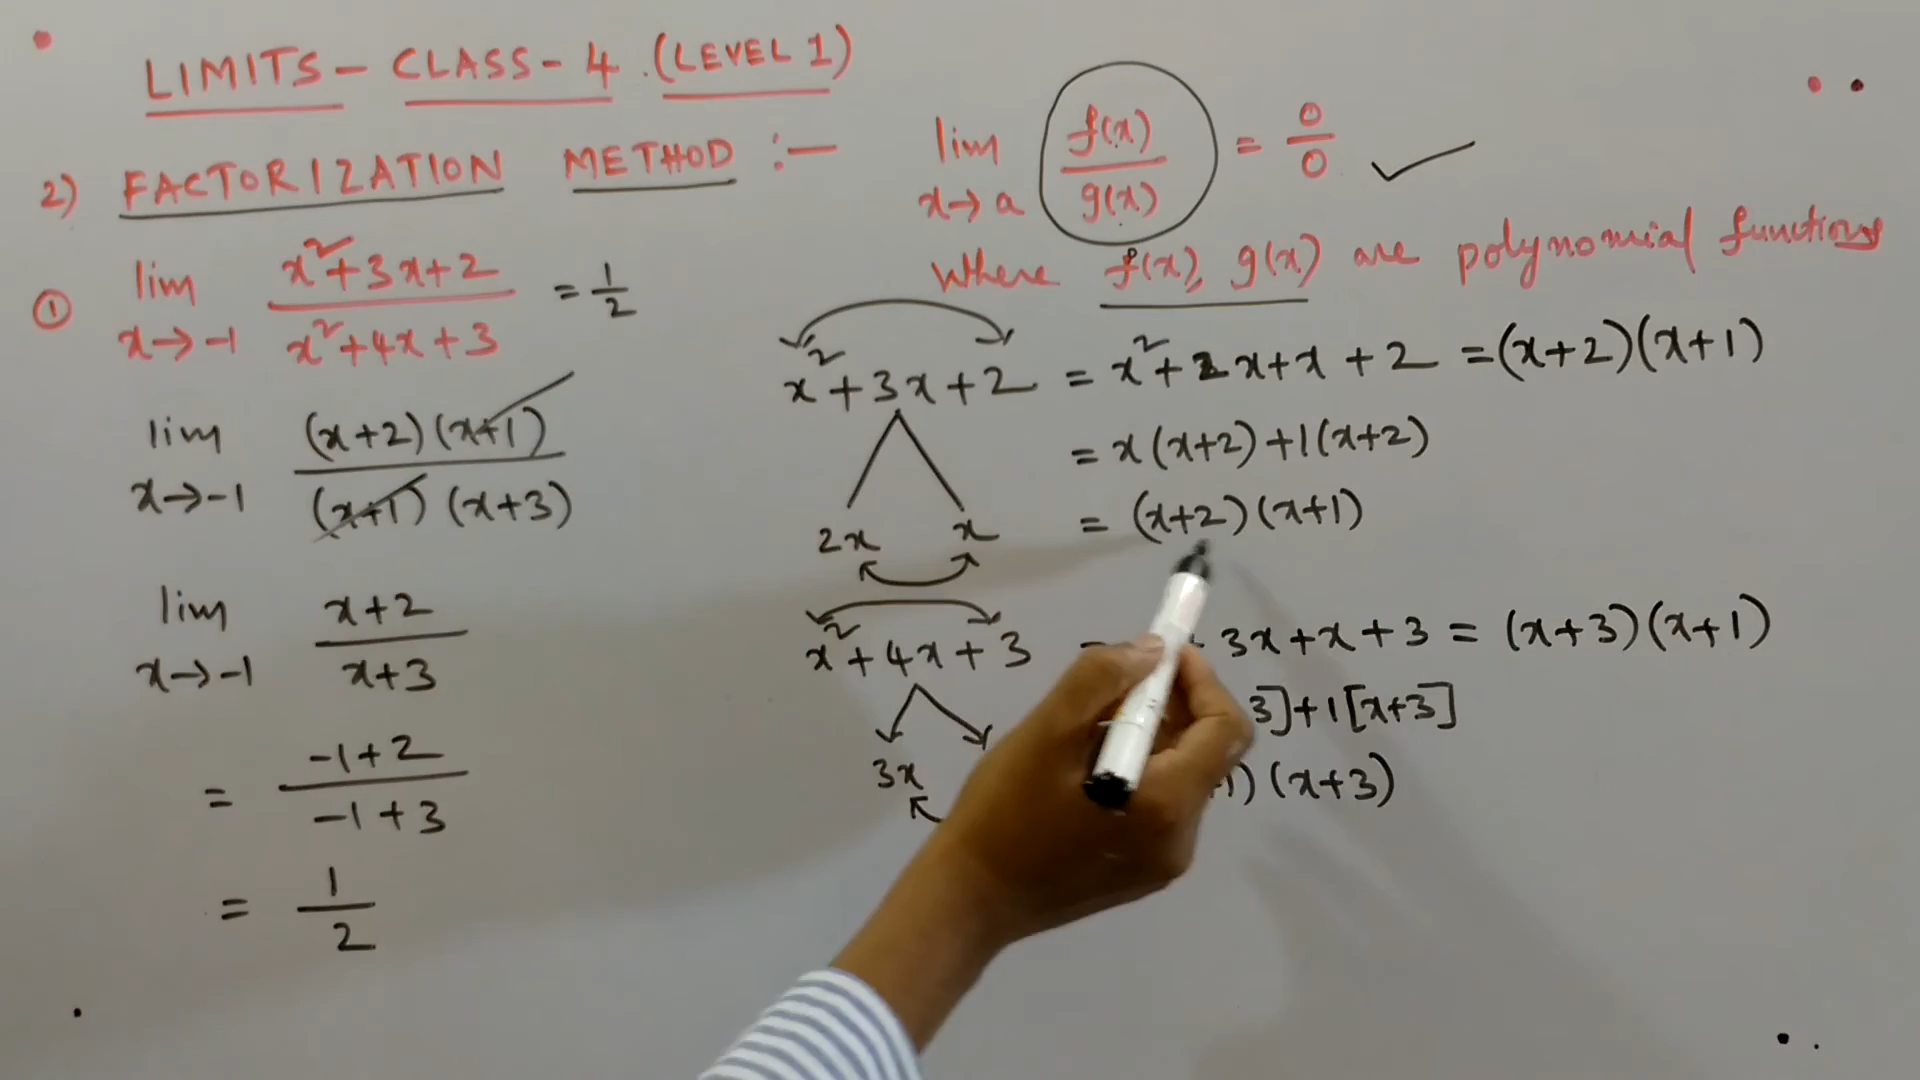 LIMITS - CLASS - 4 . (LEVEL 1)
2) FACTORIZATION METHOD :-
lim x→a f(x)/g(x) = 0/0 ✓
Where f(x), g(x) are polynomial functions
① lim x→-1 x²+3x+2 / x²+4x+3 = 1/2
lim x→-1 (x+2)(x+1) / (x+1)(x+3)
lim x→-1 x+2 / x+3
= -1+2 / -1+3
= 1/2
x²+3x+2 = x²+2x+x+2 = (x+2)(x+1)
= x(x+2)+1(x+2)
2x x = (x+2)(x+1)
x²+4x+3 3x+x+3 = (x+3)(x+1)
3]+1[x+3]
3x 1)(x+3)